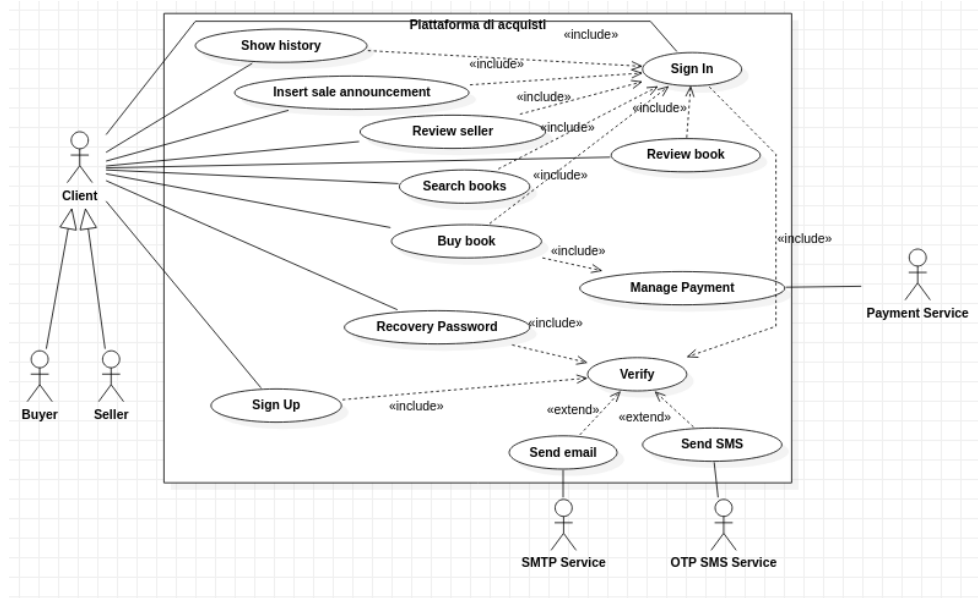 Piattaforma di acquisti
«include»
Show history
«include»
Sign In
Insert sale announcement
«include»
«include»
Review seller
«include»
Review book
Client
«include»
Search books
Buy book
«include»
«include»
Manage Payment
Payment Service
Recovery Password
«include»
Verify
Buyer
Seller
Sign Up
«include»
«extend»
«extend»
Send email
Send SMS
SMTP Service
OTP SMS Service